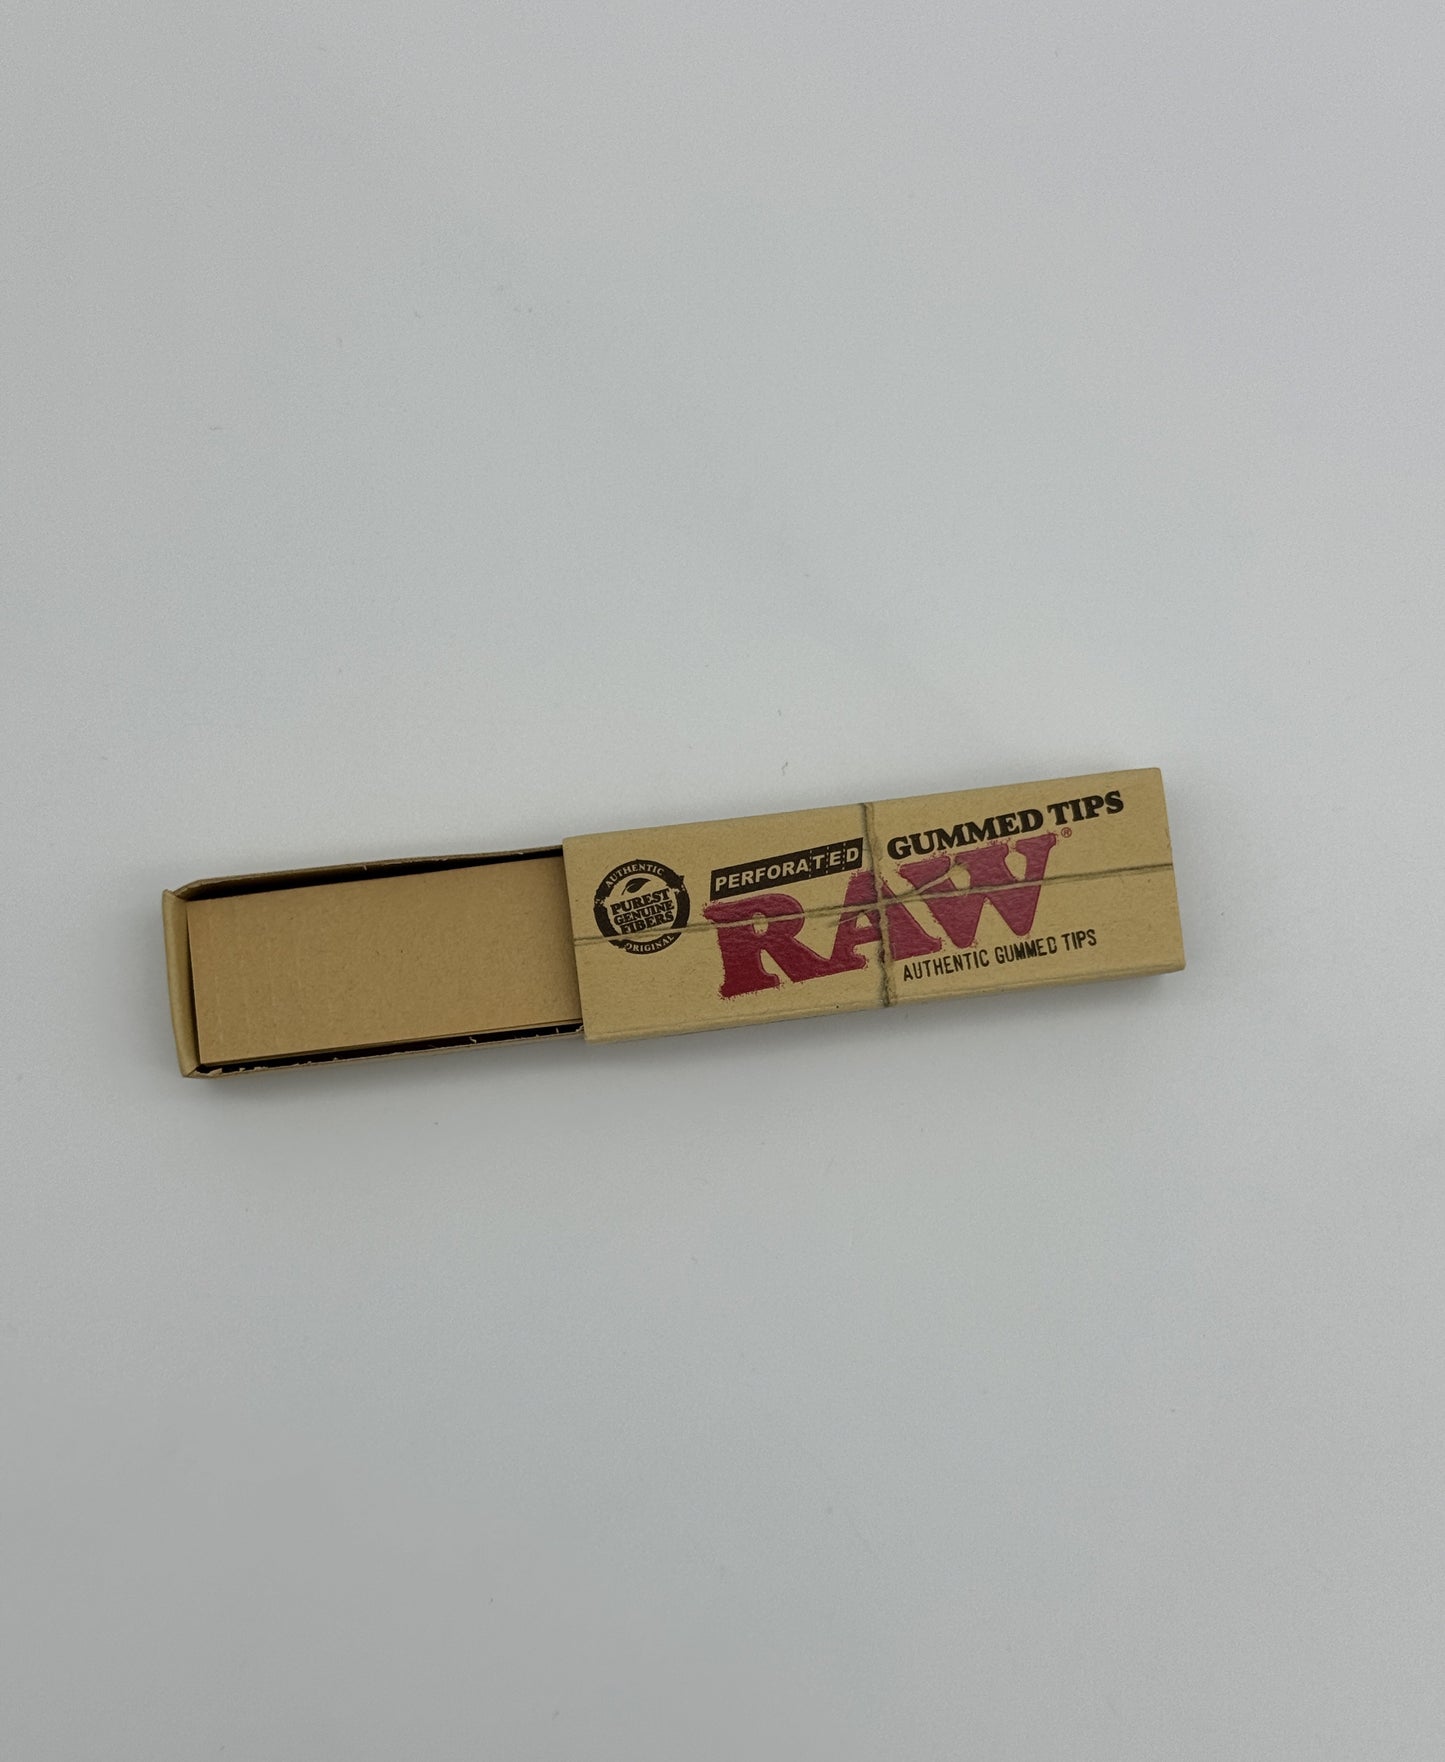 AUTHENTIC
PUREST
GENUINE
FIBERS
ORIGINAL
PERFORATED
GUMMED TIPS
RAW®
AUTHENTIC GUMMED TIPS